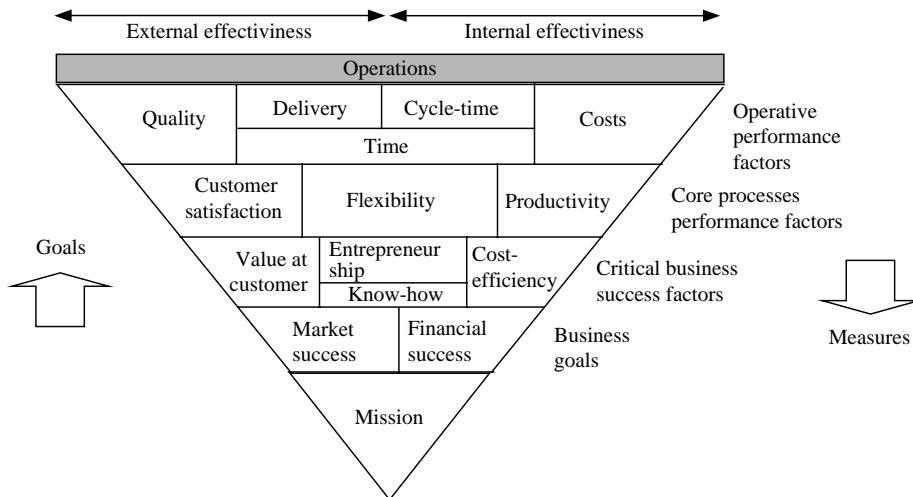 External effectiviness
Internal effectiviness
Operations
Quality
Delivery
Cycle-time
Costs
Time
Operative
performance
factors
Customer
satisfaction
Flexibility
Productivity
Core processes
performance factors
Goals
Value at
customer
Entrepreneur
ship
Know-how
Cost-
efficiency
Critical business
success factors
Measures
Market
success
Financial
success
Business
goals
Mission